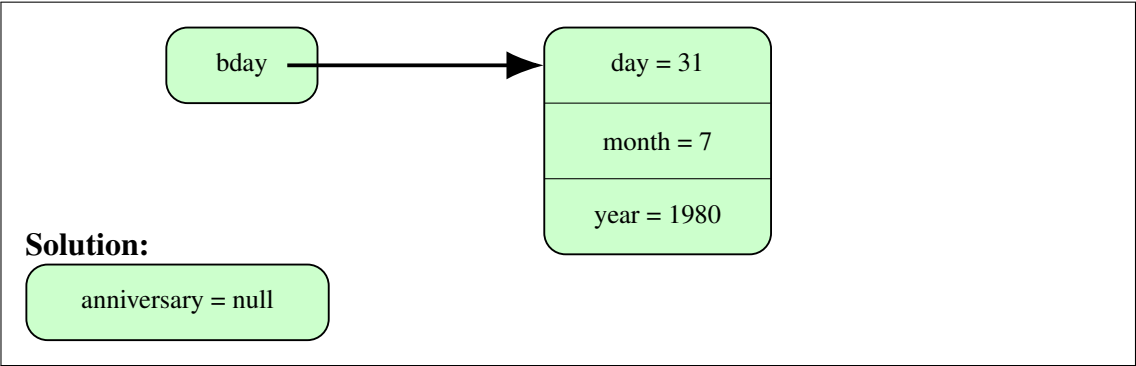 bday
day = 31
month = 7
year = 1980
Solution:
anniversary = null